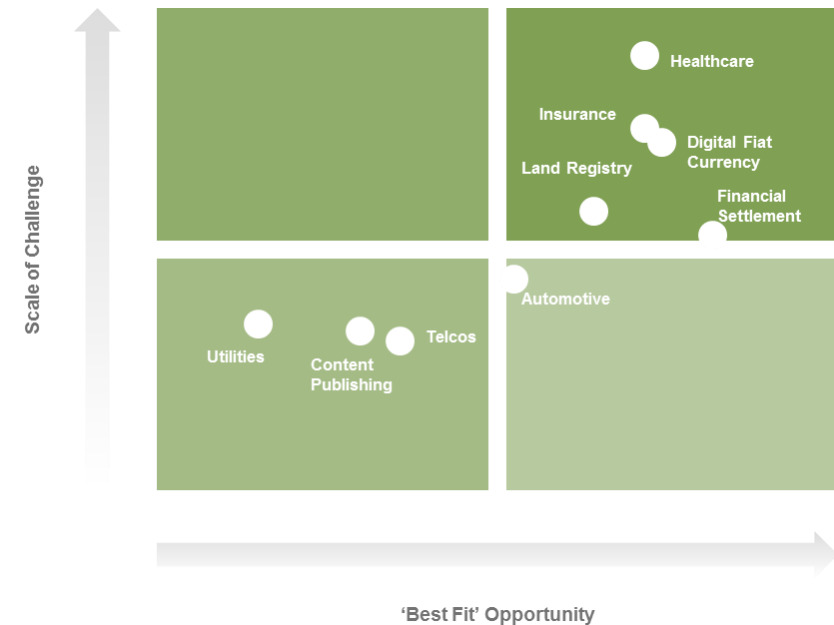 Scale of Challenge
Healthcare
Insurance
Digital Fiat
Currency
Land Registry
Financial
Settlement
Automotive
Utilities
Content
Publishing
Telcos
‘Best Fit’ Opportunity